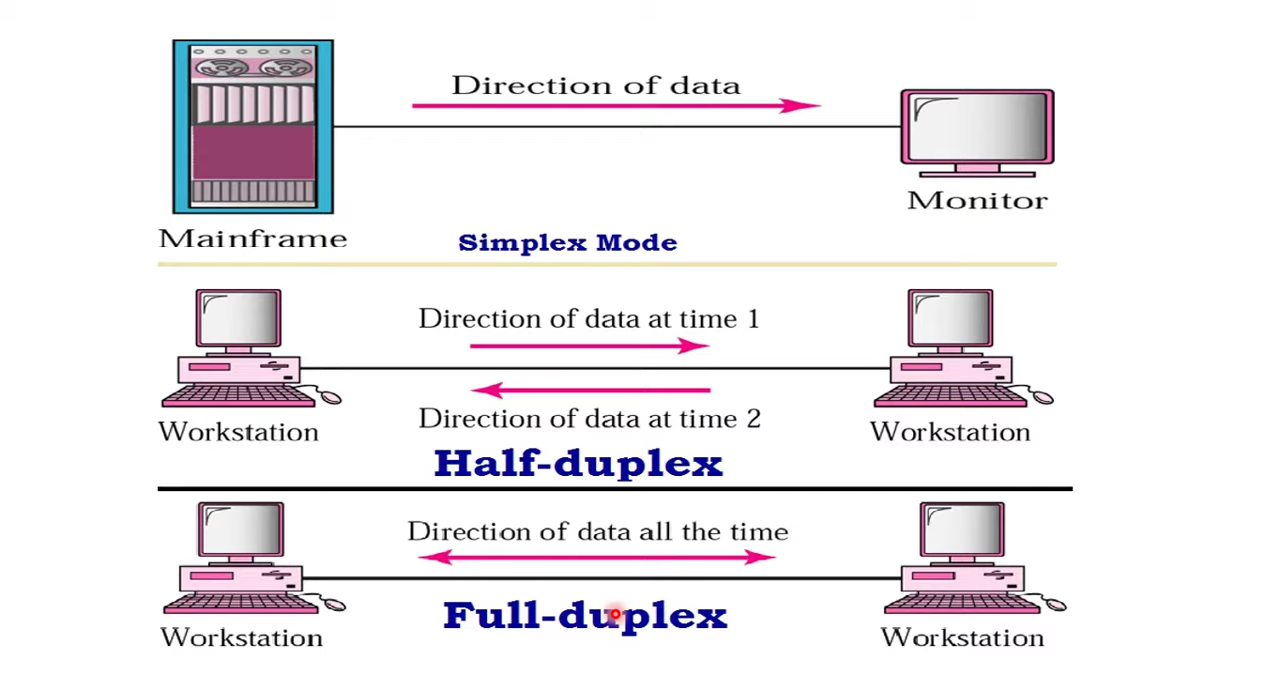 Direction of data
Monitor
Mainframe
Simplex Mode
Direction of data at time 1
Direction of data at time 2
Workstation
Workstation
Half-duplex
Direction of data all the time
Full-duplex
Workstation
Workstation